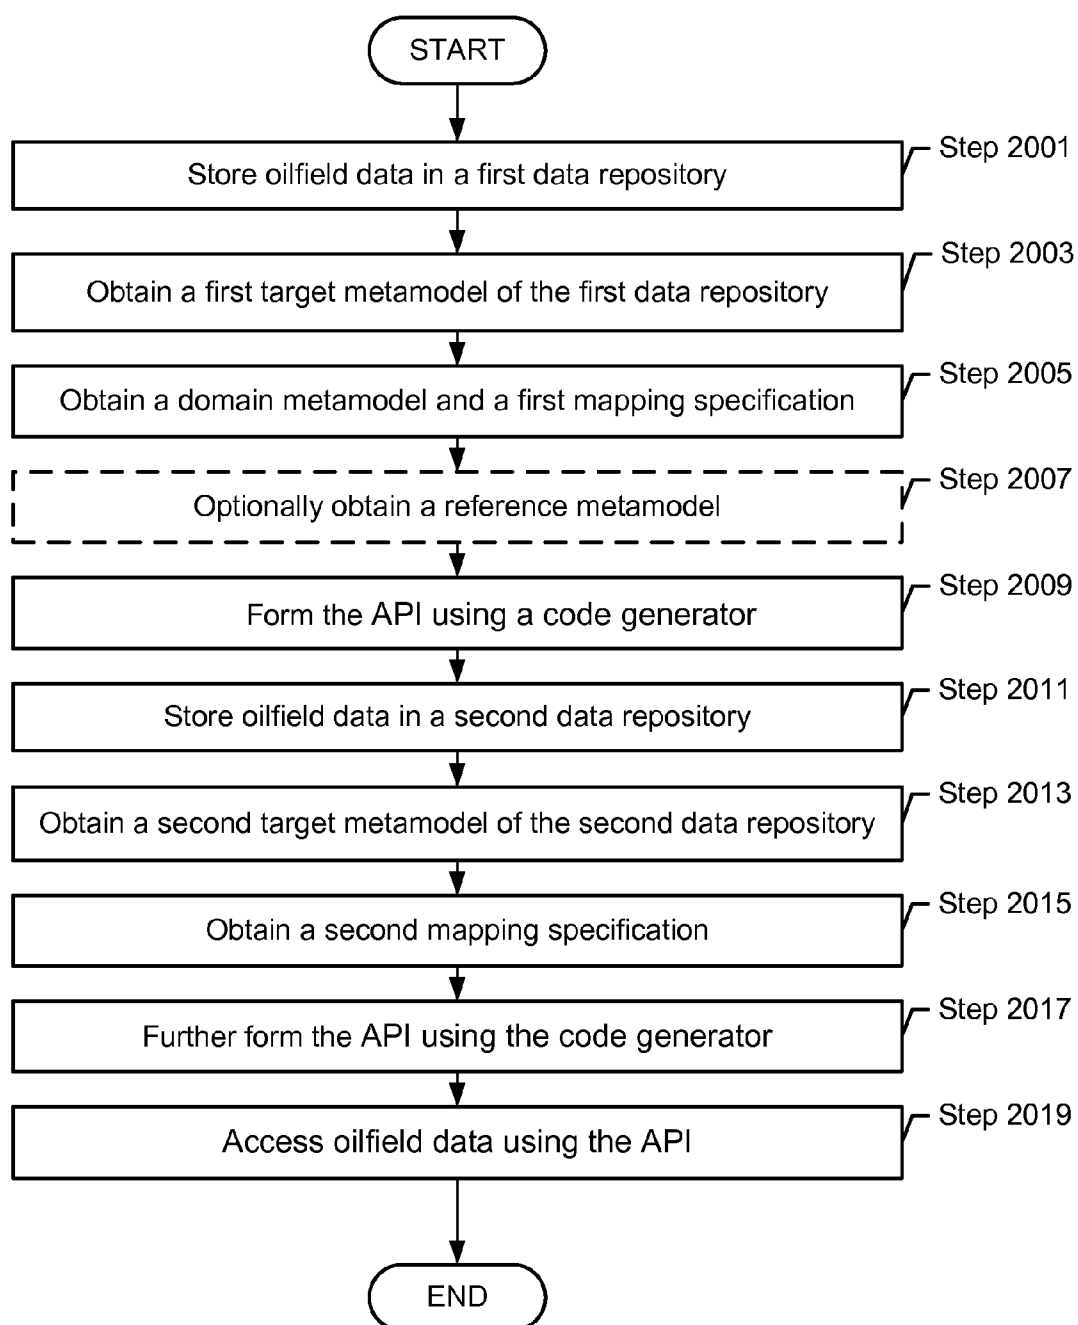 START
Store oilfield data in a first data repository
Step 2001
Obtain a first target metamodel of the first data repository
Step 2003
Obtain a domain metamodel and a first mapping specification
Step 2005
Optionally obtain a reference metamodel
Step 2007
Form the API using a code generator
Step 2009
Store oilfield data in a second data repository
Step 2011
Obtain a second target metamodel of the second data repository
Step 2013
Obtain a second mapping specification
Step 2015
Further form the API using the code generator
Step 2017
Access oilfield data using the API
Step 2019
END